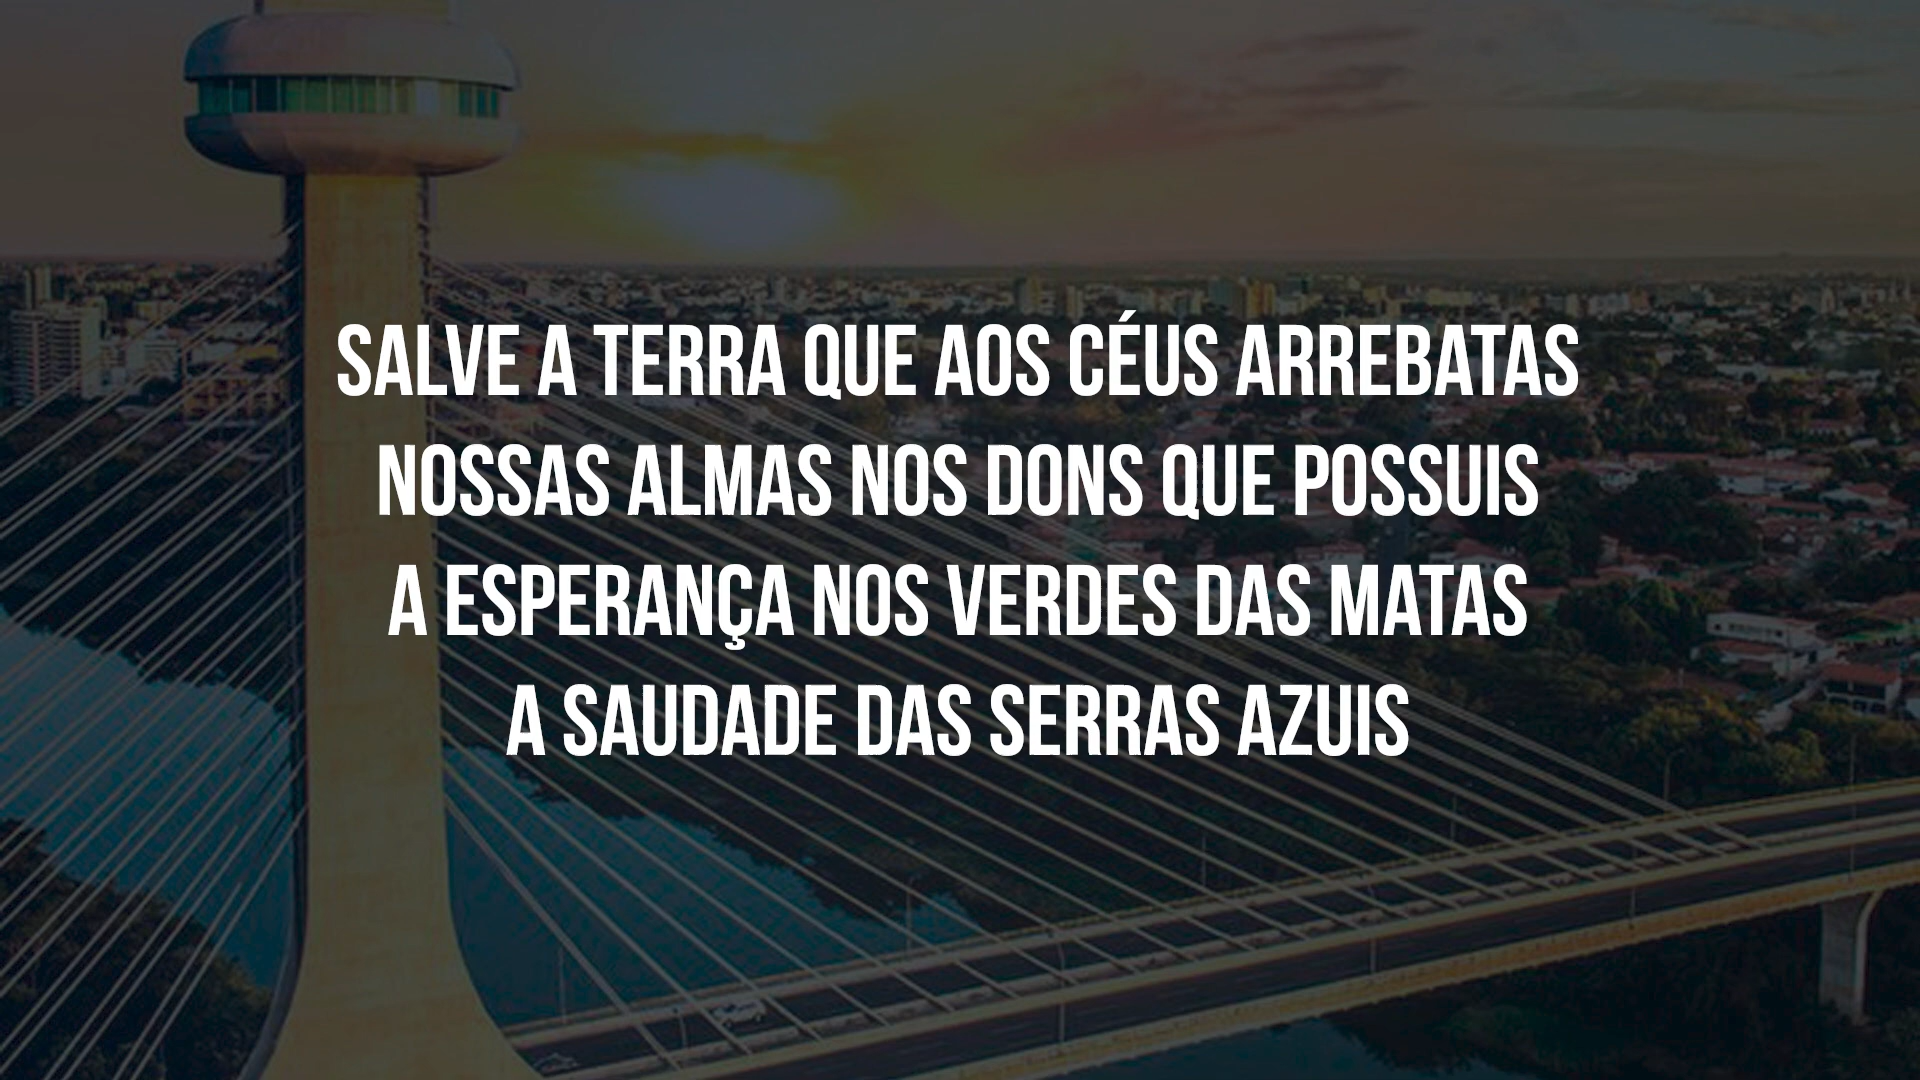 SALVE A TERRA QUE AOS CÉUS ARREBATAS
NOSSAS ALMAS NOS DONS QUE POSSUIS
A ESPERANÇA NOS VERDES DAS MATAS
A SAUDADE DAS SERRAS AZUIS